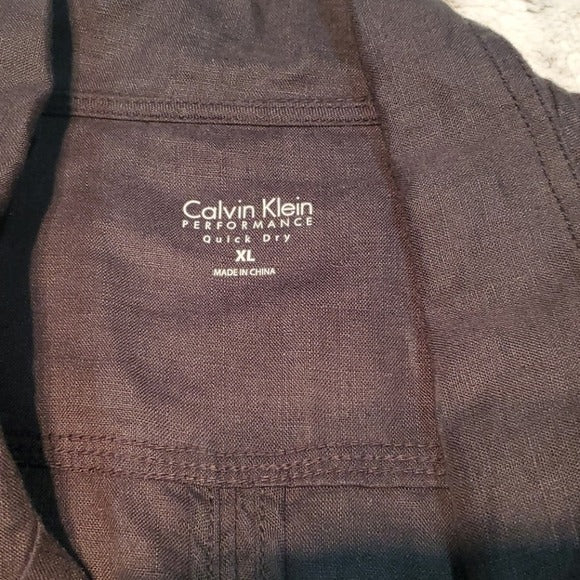 Calvin Klein
PERFORMANCE
Quick Dry
XL
MADE IN CHINA